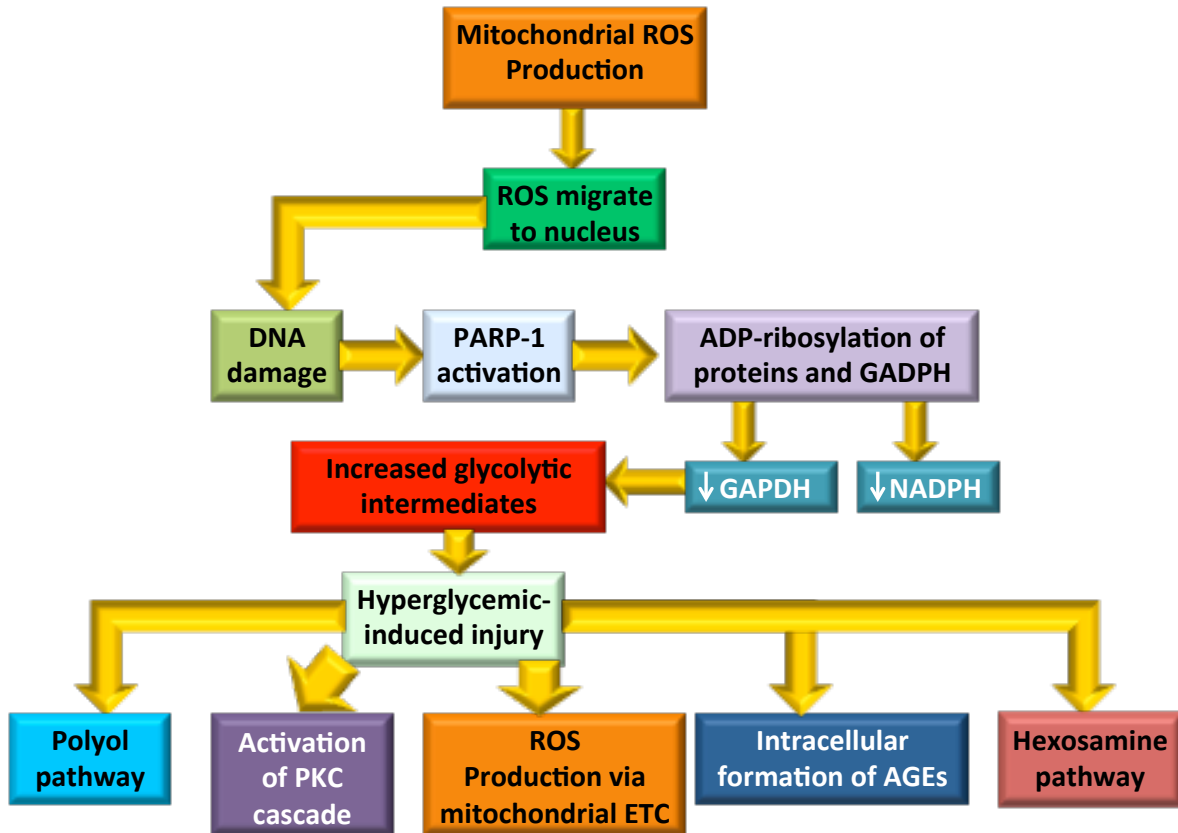 Mitochondrial ROS
Production
ROS migrate
to nucleus
DNA
damage
PARP-1
activation
ADP-ribosylation of
proteins and GADPH
Increased glycolytic
intermediates
↓ GAPDH
↓ NADPH
Hyperglycemic-
induced injury
Polyol
pathway
Activation
of PKC
cascade
ROS
Production via
mitochondrial ETC
Intracellular
formation of AGEs
Hexosamine
pathway